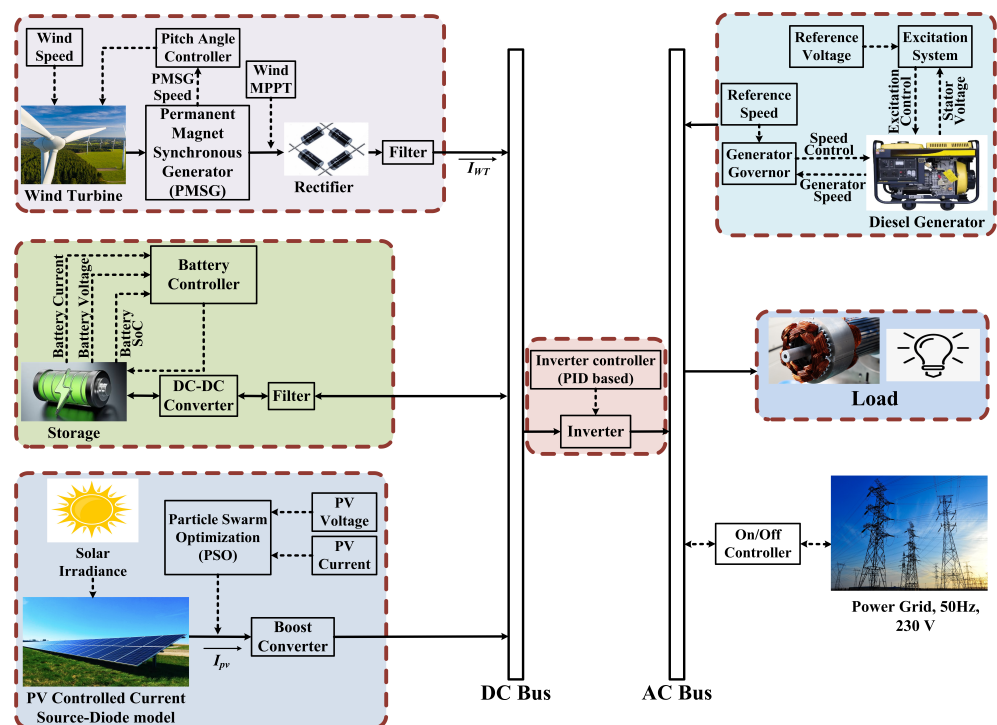 Wind
Speed
Pitch Angle
Controller
PMSG
Speed
Wind
MPPT
Permanent
Magnet
Synchronous
Generator
(PMSG)
Wind Turbine
Rectifier
Filter
I_WT
Battery Current
Battery Voltage
Battery
SoC
Battery
Controller
DC-DC
Converter
Filter
Storage
Solar
Irradiance
Particle Swarm
Optimization
(PSO)
PV
Voltage
PV
Current
Boost
Converter
I_pv
PV Controlled Current
Source-Diode model
DC Bus
Inverter controller
(PID based)
Inverter
AC Bus
Reference
Voltage
Excitation
System
Excitation
Control
Stator
Voltage
Reference
Speed
Generator
Governor
Speed
Control
Generator
Speed
Diesel Generator
Load
On/Off
Controller
Power Grid, 50Hz,
230 V